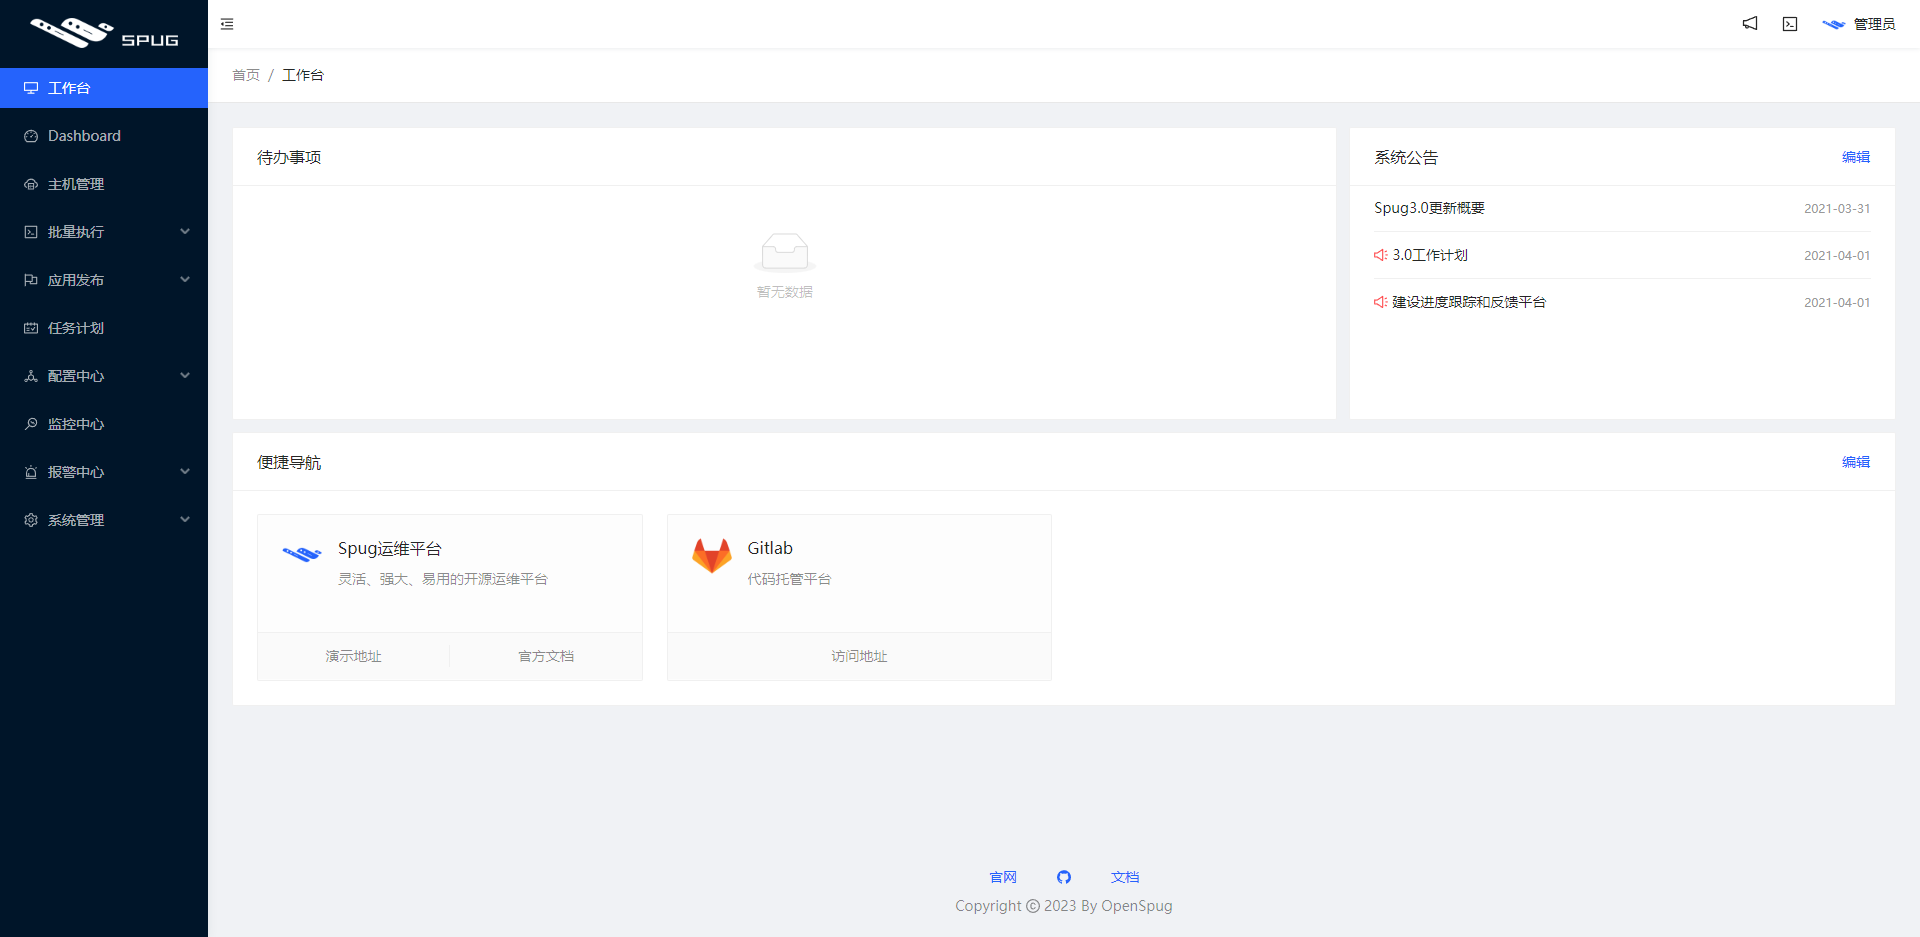 SPUG
工作台
Dashboard
主机管理
批量执行
应用发布
任务计划
配置中心
监控中心
报警中心
系统管理
管理员
首页 / 工作台
待办事项
暂无数据
系统公告
编辑
Spug3.0更新概要
2021-03-31
3.0工作计划
2021-04-01
建设进度跟踪和反馈平台
2021-04-01
便捷导航
编辑
Spug运维平台
灵活、强大、易用的开源运维平台
演示地址
官方文档
Gitlab
代码托管平台
访问地址
官网
文档
Copyright © 2023 By OpenSpug